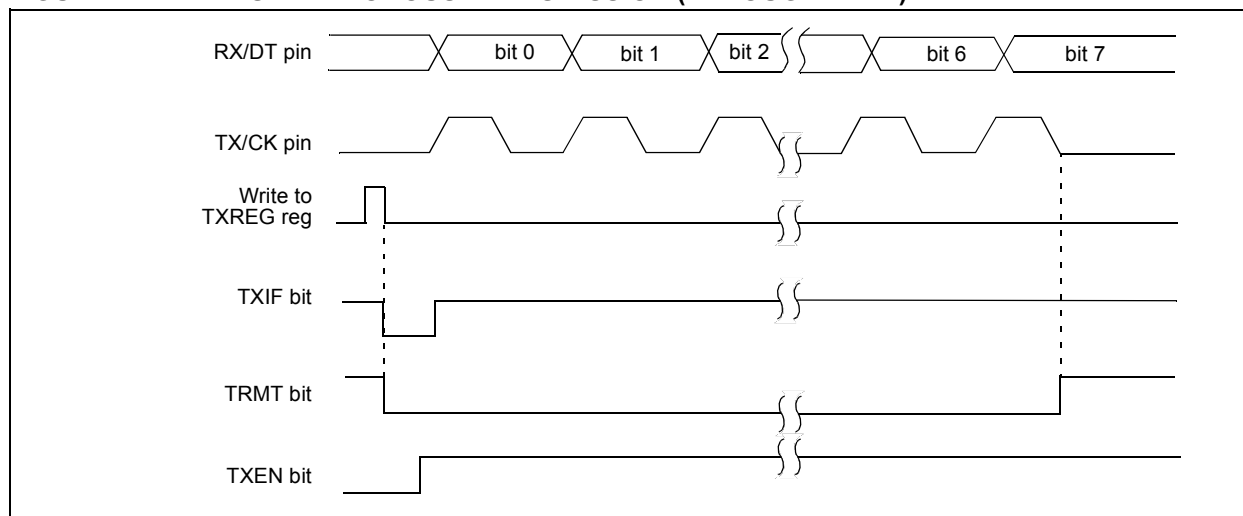 RX/DT pin
bit 0
bit 1
bit 2
bit 6
bit 7
TX/CK pin
Write to
TXREG reg
TXIF bit
TRMT bit
TXEN bit